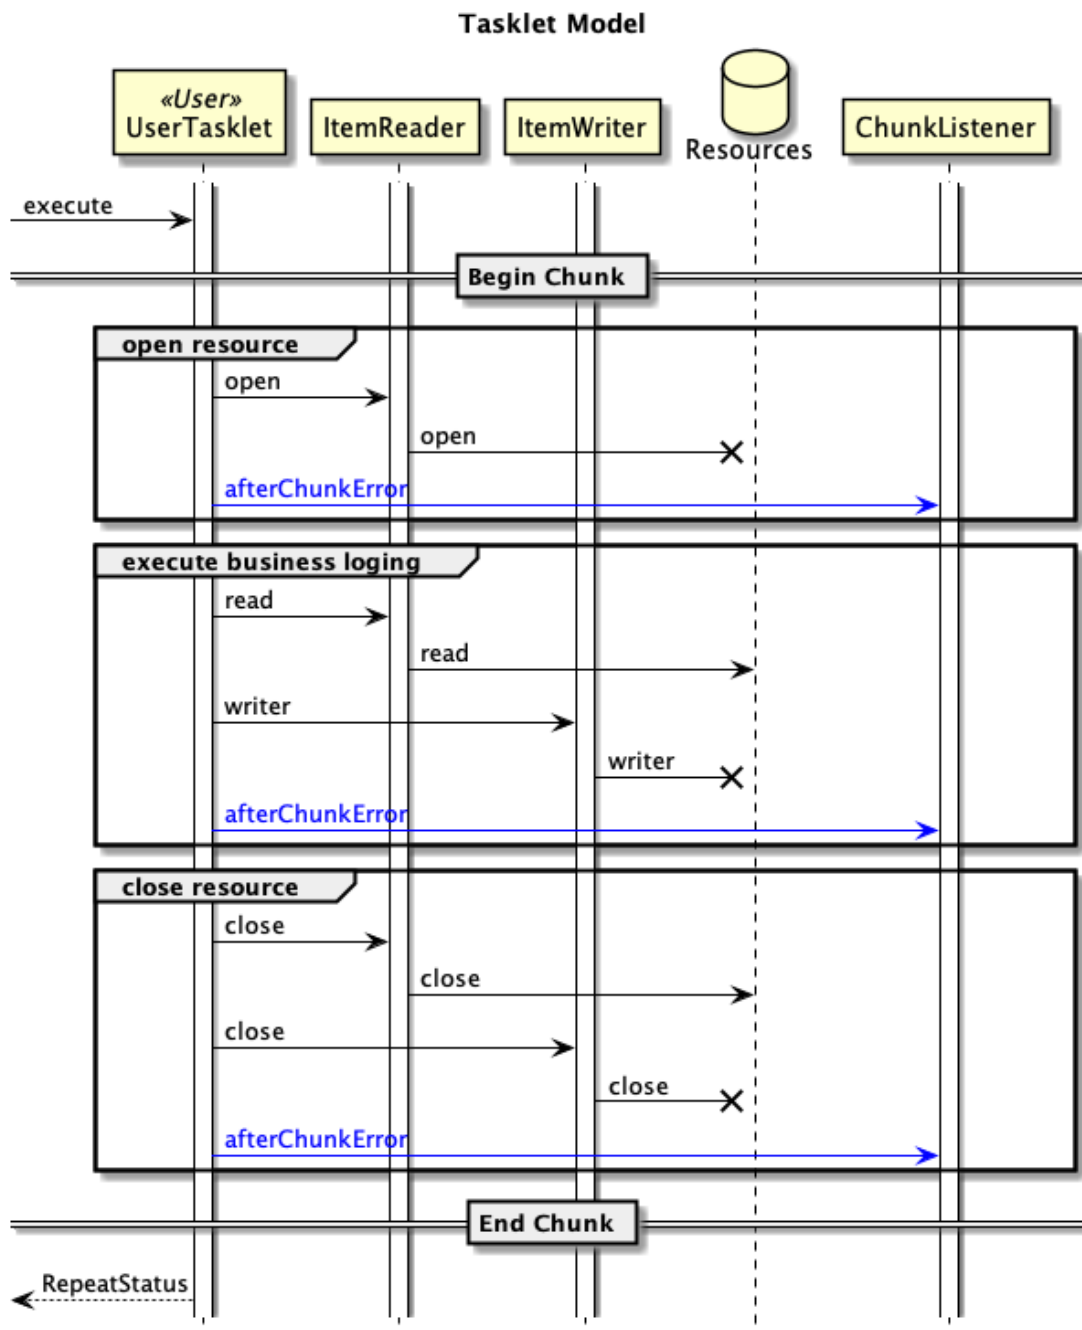 Tasklet Model
«User»
UserTasklet
ItemReader
ItemWriter
Resources
ChunkListener
execute
Begin Chunk
open resource
open
open
afterChunkError
execute business loging
read
read
writer
writer
afterChunkError
close resource
close
close
close
close
afterChunkError
End Chunk
RepeatStatus